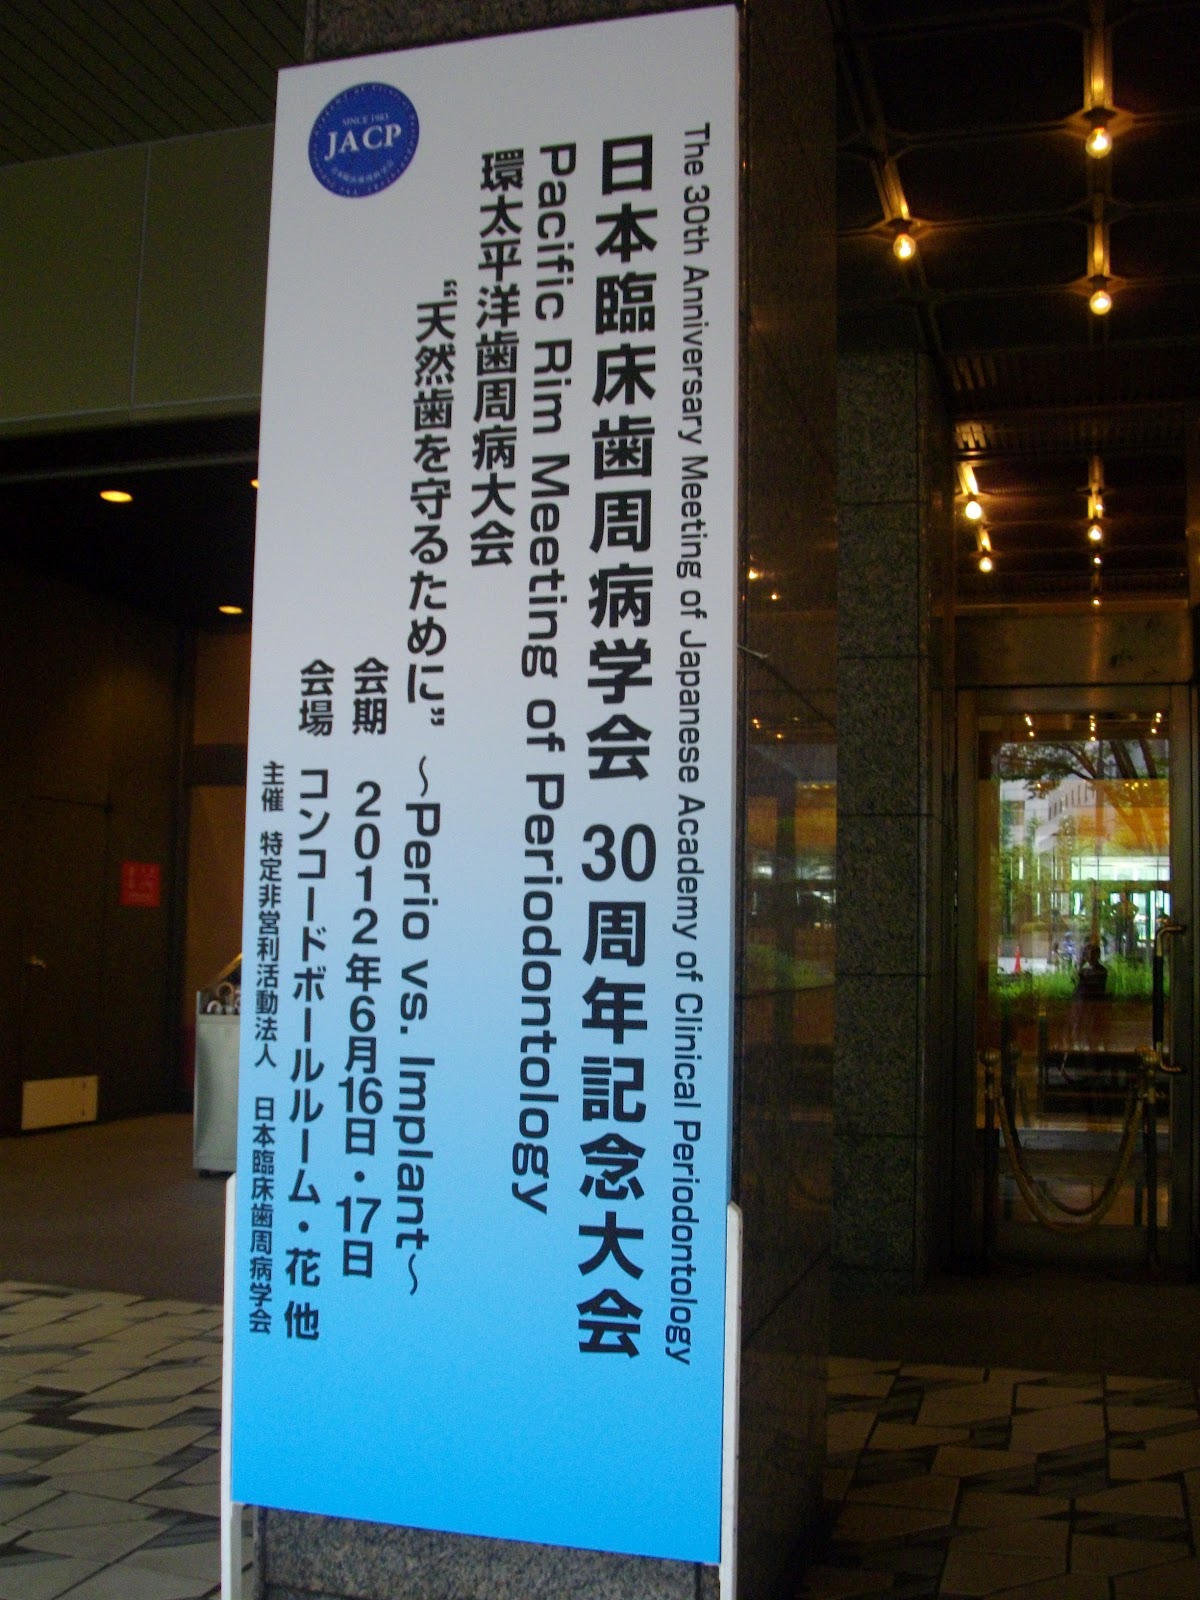 SINCE 1983
JACP
The 30th Anniversary Meeting of Japanese Academy of Clinical Periodontology
日本臨床歯周病学会 30周年記念大会
Pacific Rim Meeting of Periodontology
環太平洋歯周病大会
“天然歯を守るために” ～Perio vs. Implant～
会期 2012年6月16日・17日
会場 コンコードボールルーム・花 他
主催 特定非営利活動法人 日本臨床歯周病学会